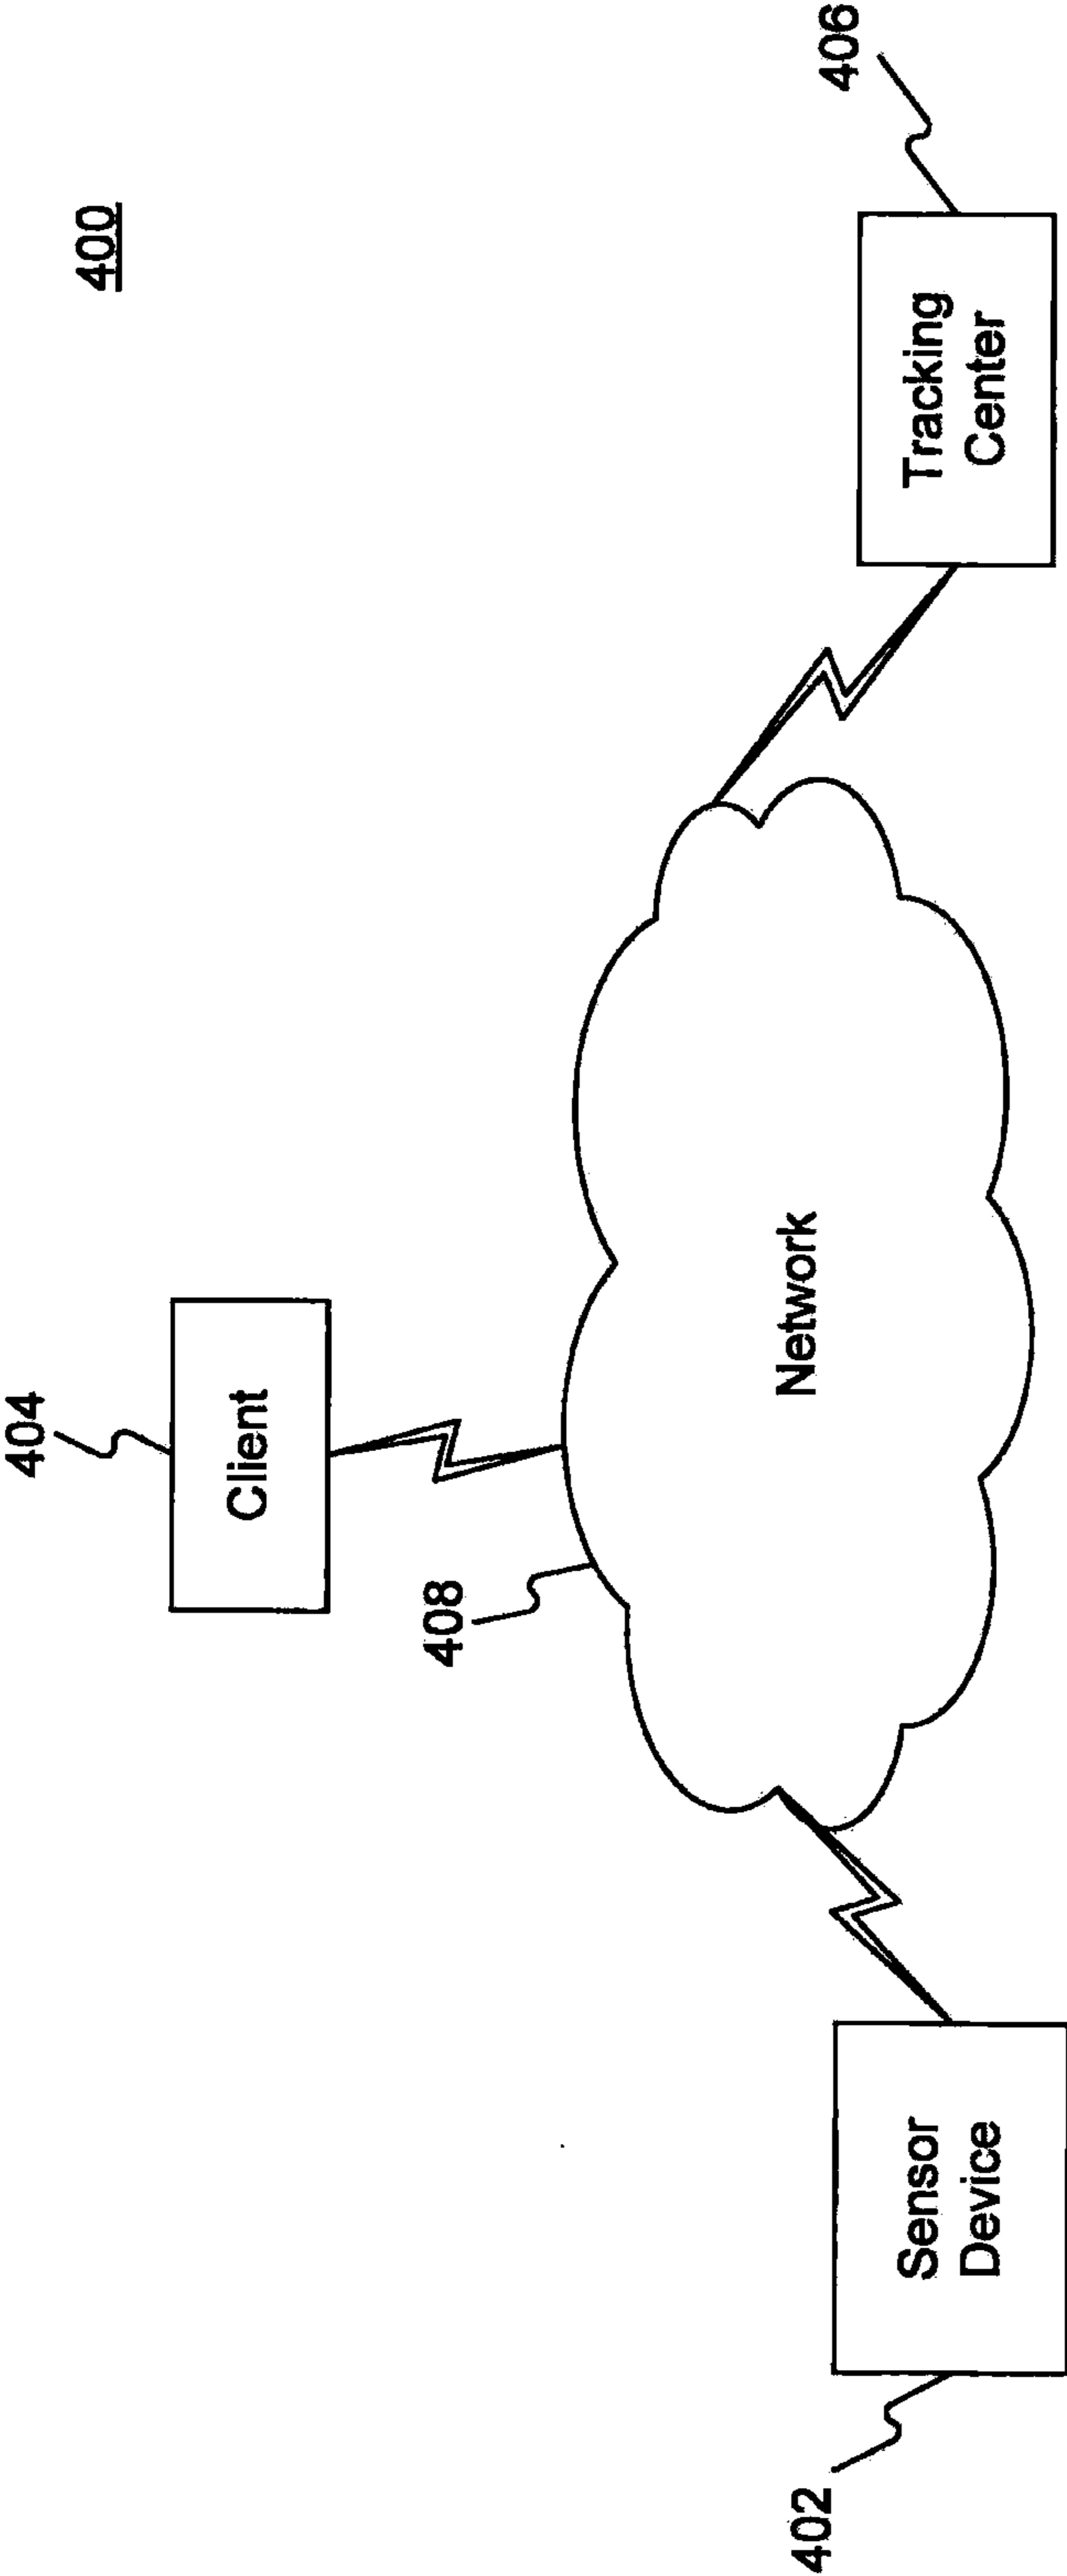 400
404
Client
408
Network
406
Tracking
Center
402
Sensor
Device